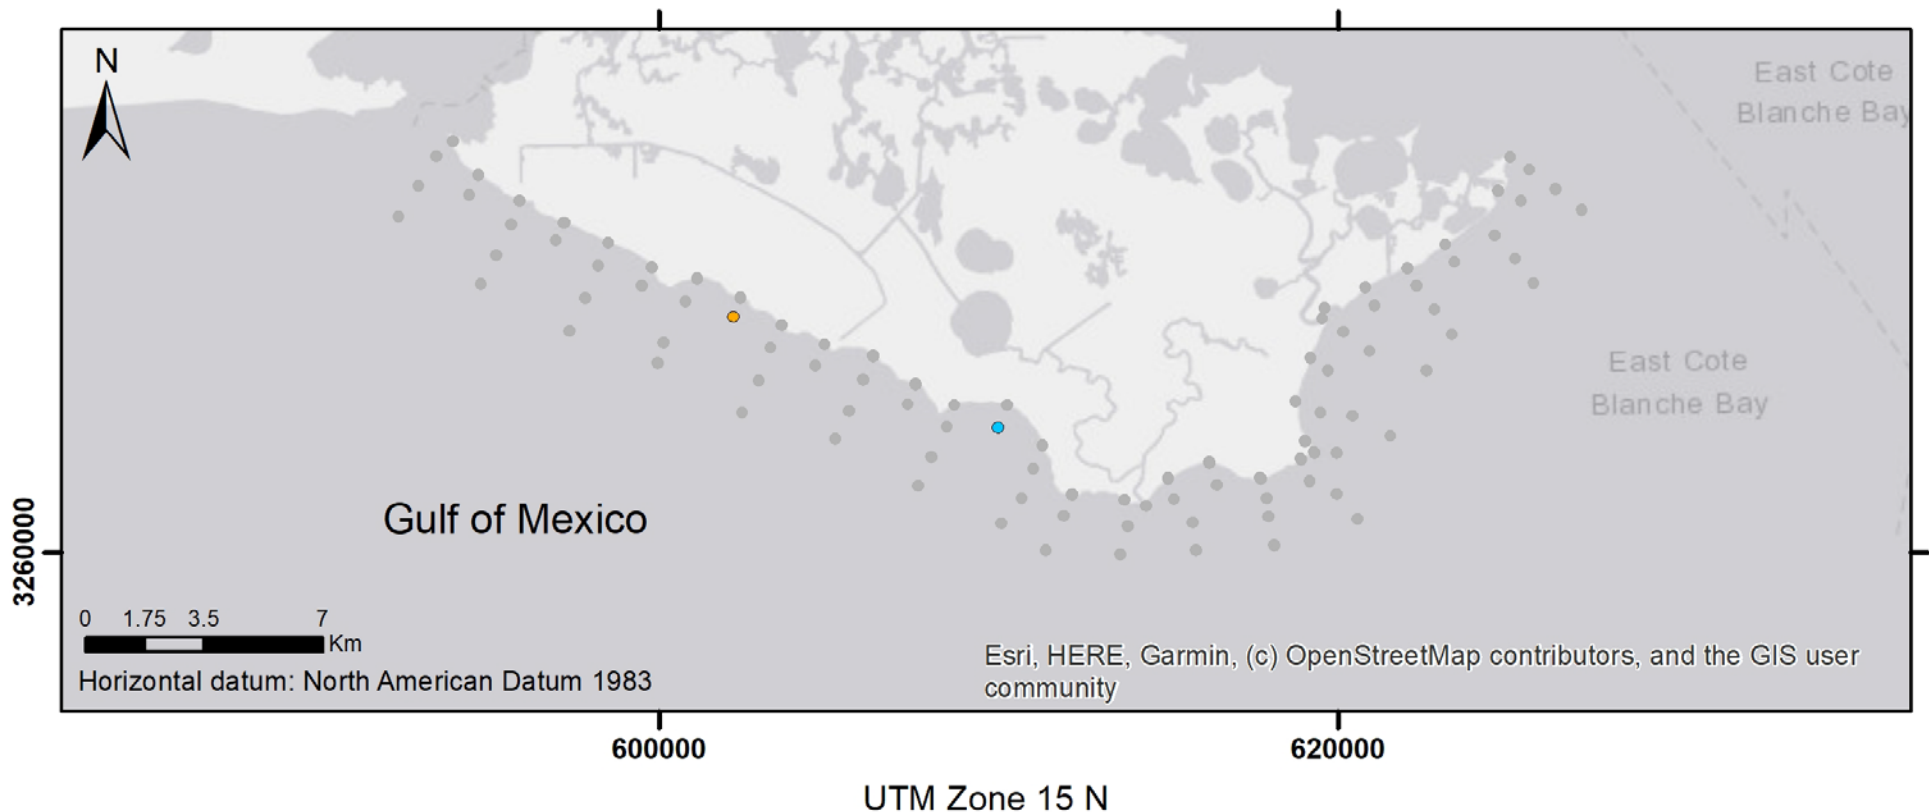 N
East Cote
Blanche Bay
East Cote
Blanche Bay
Gulf of Mexico
3260000
0 1.75 3.5 7
Km
Horizontal datum: North American Datum 1983
Esri, HERE, Garmin, (c) OpenStreetMap contributors, and the GIS user
community
600000 620000
UTM Zone 15 N